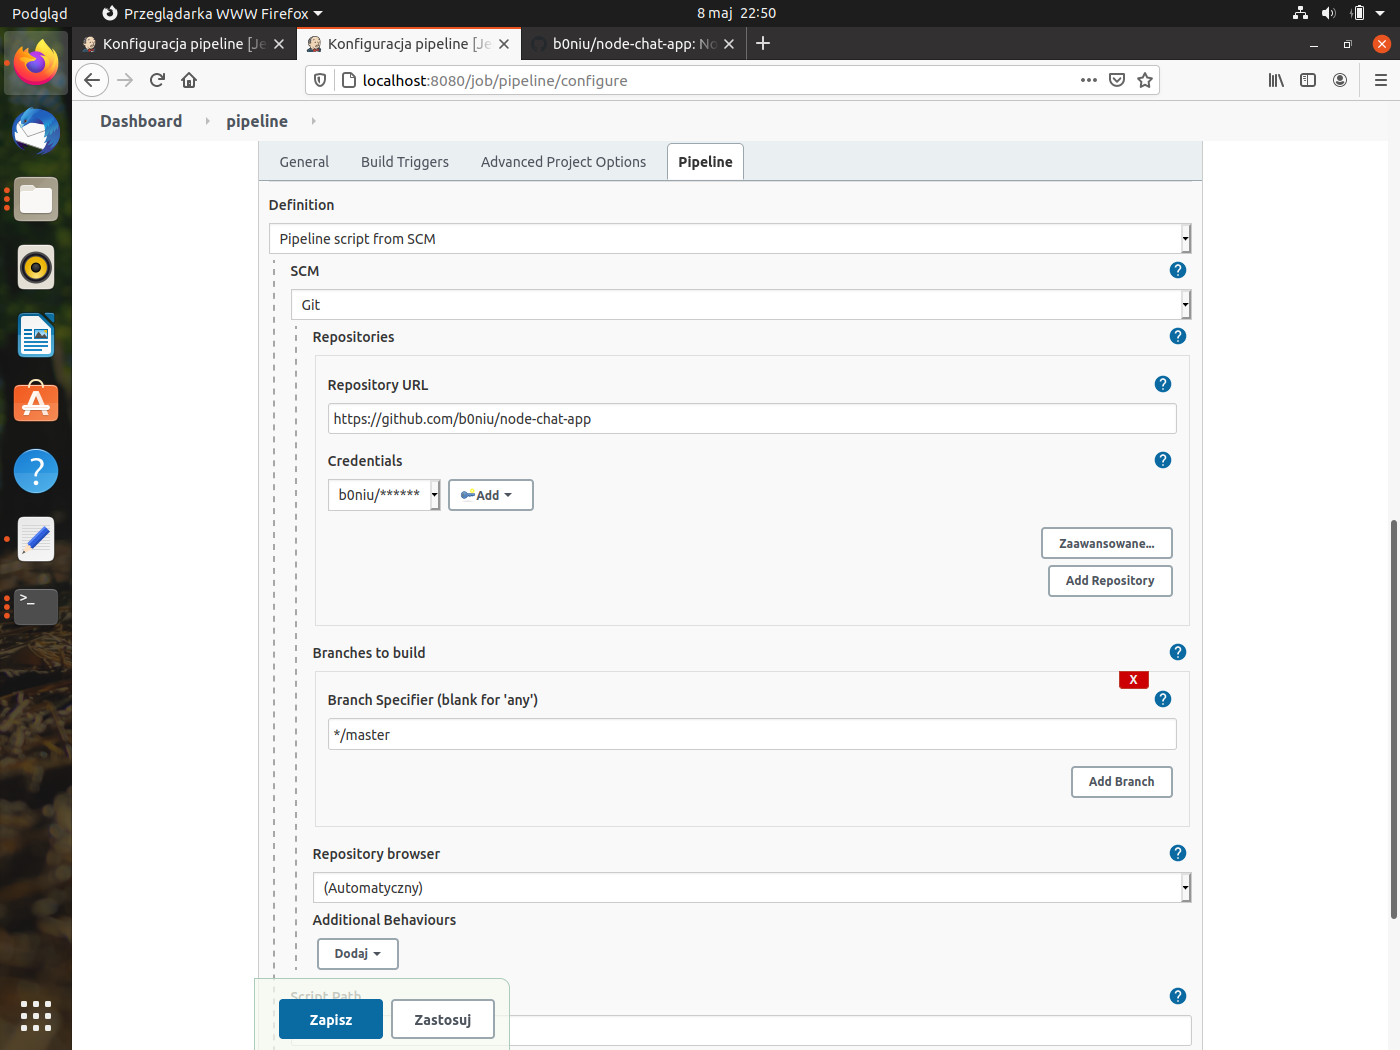 Podgląd
Przeglądarka WWW Firefox
8 maj 22:50
Konfiguracja pipeline [Je
Konfiguracja pipeline [Je
b0niu/node-chat-app: No
localhost:8080/job/pipeline/configure
Dashboard
pipeline
General
Build Triggers
Advanced Project Options
Pipeline
Definition
Pipeline script from SCM
SCM
Git
Repositories
Repository URL
https://github.com/b0niu/node-chat-app
Credentials
b0niu/******
Add
Zaawansowane...
Add Repository
Branches to build
X
Branch Specifier (blank for 'any')
*/master
Add Branch
Repository browser
(Automatyczny)
Additional Behaviours
Dodaj
Script Path
Zapisz
Zastosuj